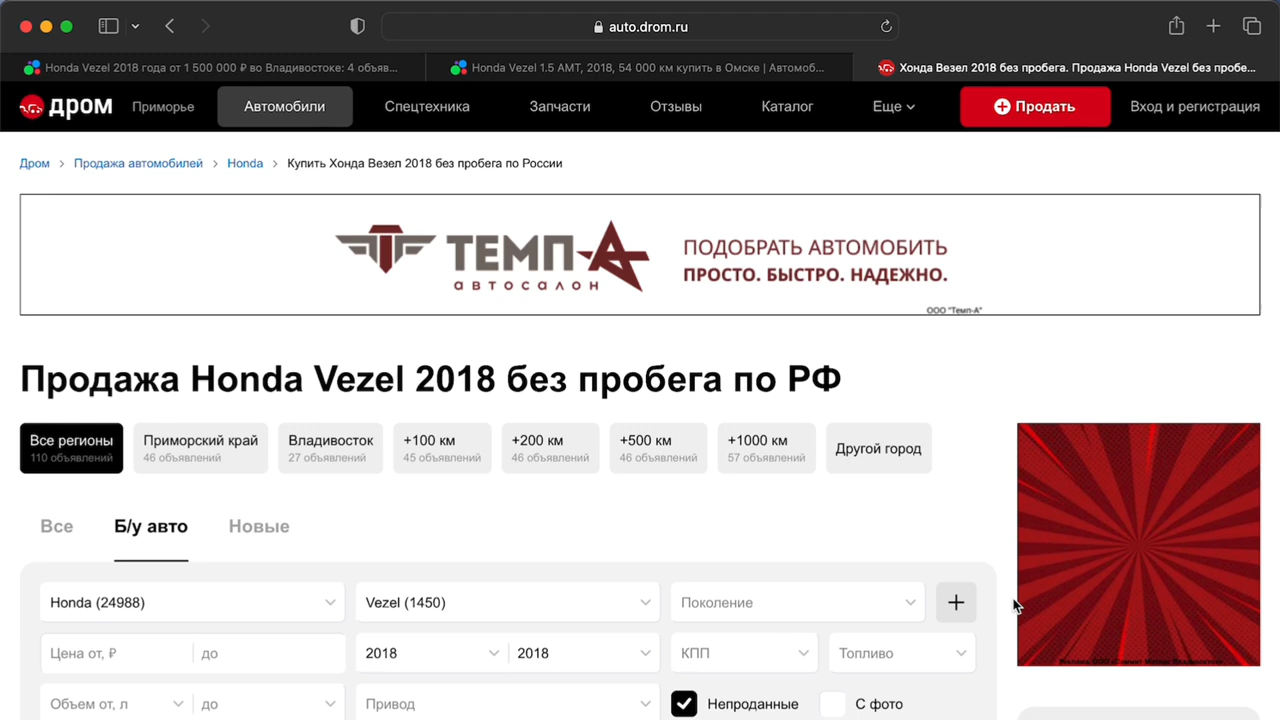 auto.drom.ru
Honda Vezel 2018 года от 1 500 000 ₽ во Владивостоке: 4 объяв...
Honda Vezel 1.5 AMT, 2018, 54 000 км купить в Омске | Автомоб...
Хонда Везел 2018 без пробега. Продажа Honda Vezel без пробе...
дром Приморье Автомобили Спецтехника Запчасти Отзывы Каталог Еще Продать Вход и регистрация
Дром > Продажа автомобилей > Honda > Купить Хонда Везел 2018 без пробега по России
ТЕМП-А
автосалон
ПОДОБРАТЬ АВТОМОБИТЬ
ПРОСТО. БЫСТРО. НАДЕЖНО.
ООО "Темп-А"
Продажа Honda Vezel 2018 без пробега по РФ
Все регионы
110 объявлений
Приморский край
46 объявлений
Владивосток
27 объявлений
+100 км
45 объявлений
+200 км
46 объявлений
+500 км
46 объявлений
+1000 км
57 объявлений
Другой город
Все Б/у авто Новые
Honda (24988) Vezel (1450) Поколение
Цена от, ₽ до 2018 2018 КПП Топливо
Объем от, л до Привод Непроданные С фото